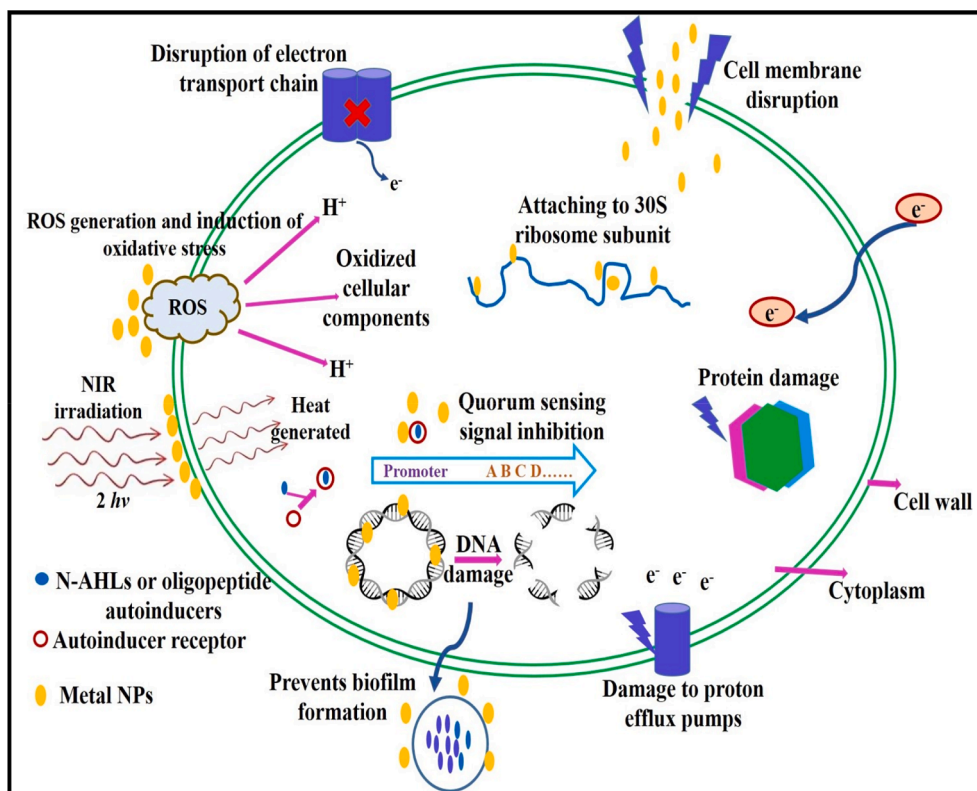 Disruption of electron
transport chain
e⁻
Cell membrane
disruption
ROS generation and induction of
oxidative stress
ROS
H⁺
Oxidized
cellular
components
H⁺
Attaching to 30S
ribosome subunit
e⁻
e⁻
NIR
irradiation
2 hv
Heat
generated
Quorum sensing
signal inhibition
Promoter A B C D......
Protein damage
Cell wall
DNA
damage
e⁻ e⁻ e⁻
Cytoplasm
N-AHLs or oligopeptide
autoinducers
Autoinducer receptor
Metal NPs
Prevents biofilm
formation
Damage to proton
efflux pumps